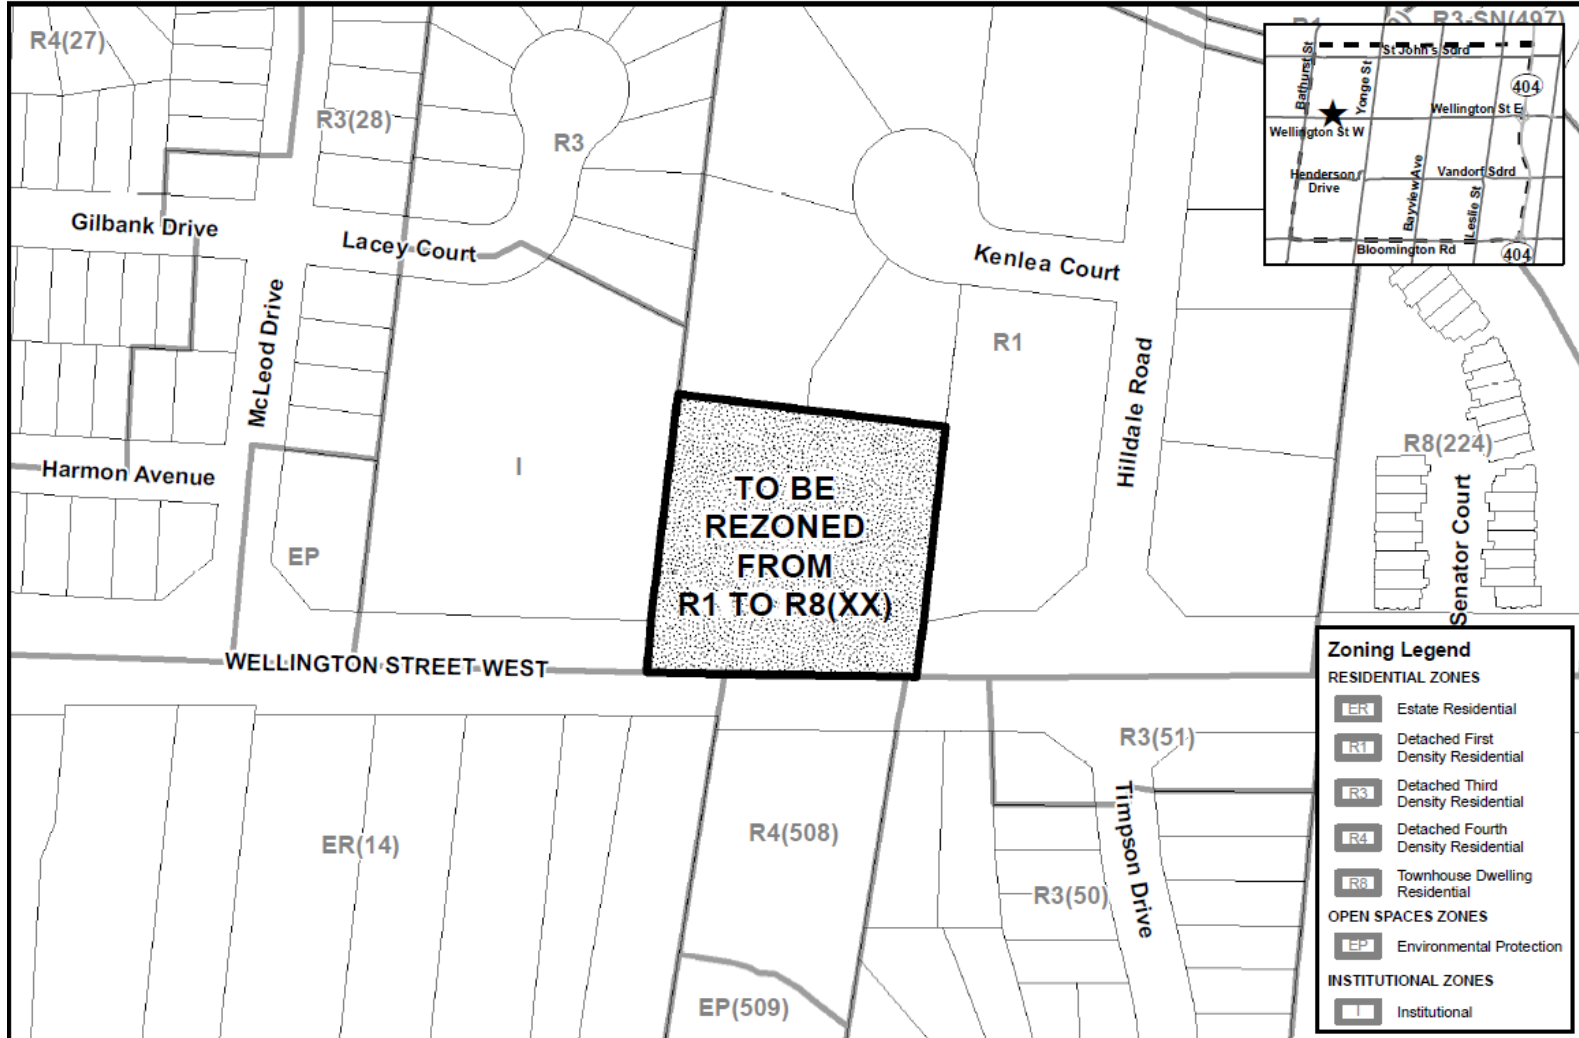 R4(27)
R3(28)
R3
R1
R3-SN(497)
St John's Sdrd
Bathurst St
Yonge St
404
Wellington St E
Wellington St W
Henderson
Drive
Vandorf Sdrd
Bayview Ave
Leslie St
Bloomington Rd
404
Gilbank Drive
Lacey Court
Kenlea Court
McLeod Drive
R1
Hilldale Road
Harmon Avenue
I
EP
R8(224)
Senator Court
TO BE
REZONED
FROM
R1 TO R8(XX)
WELLINGTON STREET WEST
ER(14)
R4(508)
R3(51)
R3(50)
Timpson Drive
EP(509)
Zoning Legend
RESIDENTIAL ZONES
ER Estate Residential
R1 Detached First
Density Residential
R3 Detached Third
Density Residential
R4 Detached Fourth
Density Residential
R8 Townhouse Dwelling
Residential
OPEN SPACES ZONES
EP Environmental Protection
INSTITUTIONAL ZONES
I Institutional